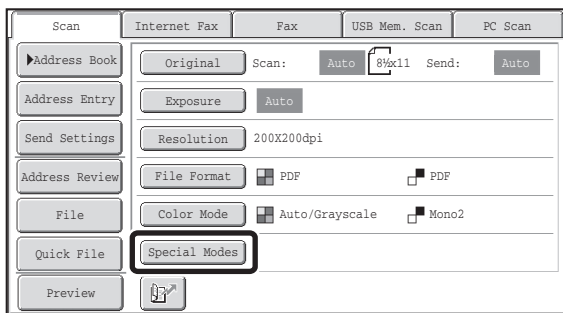 Scan Internet Fax Fax USB Mem. Scan PC Scan
Address Book Original Scan: Auto 8½x11 Send: Auto
Address Entry Exposure Auto
Send Settings Resolution 200X200dpi
Address Review File Format PDF PDF
File Color Mode Auto/Grayscale Mono2
Quick File Special Modes
Preview